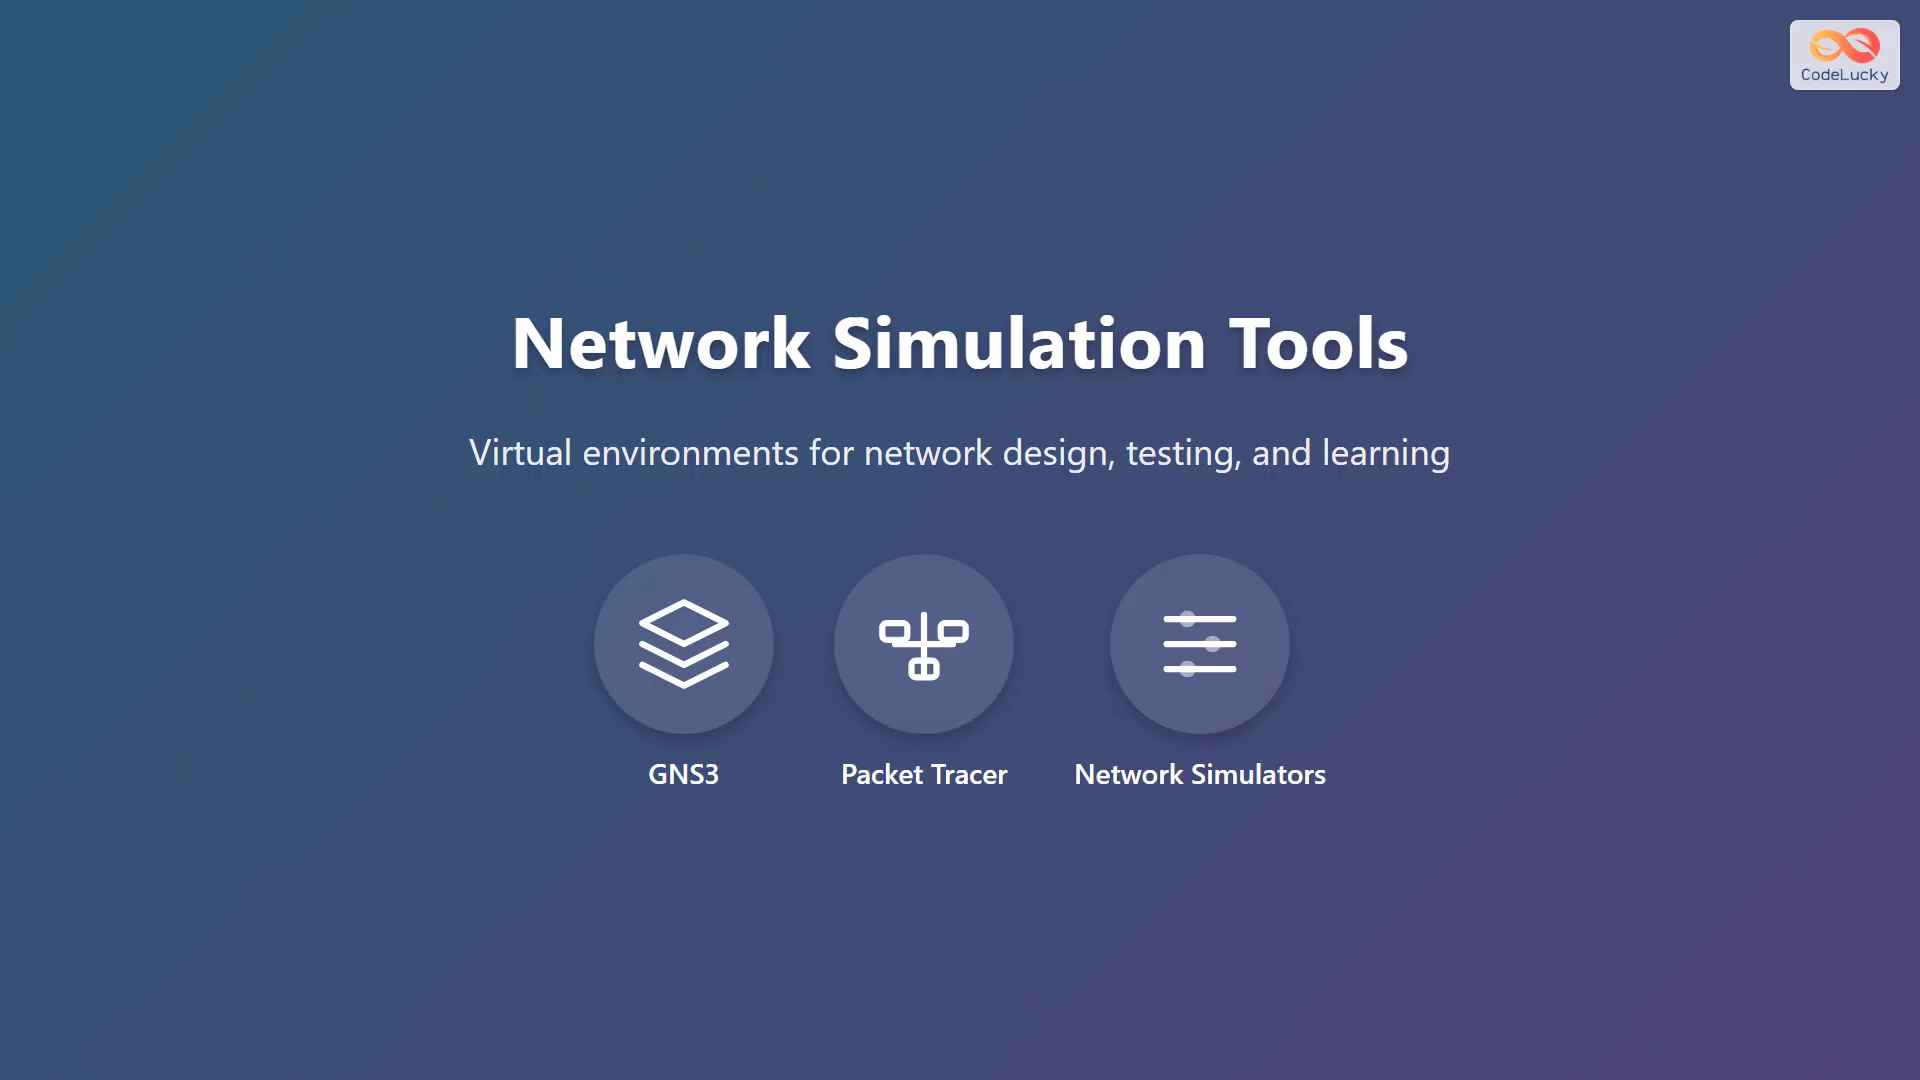 CodeLucky
Network Simulation Tools
Virtual environments for network design, testing, and learning
GNS3
Packet Tracer
Network Simulators